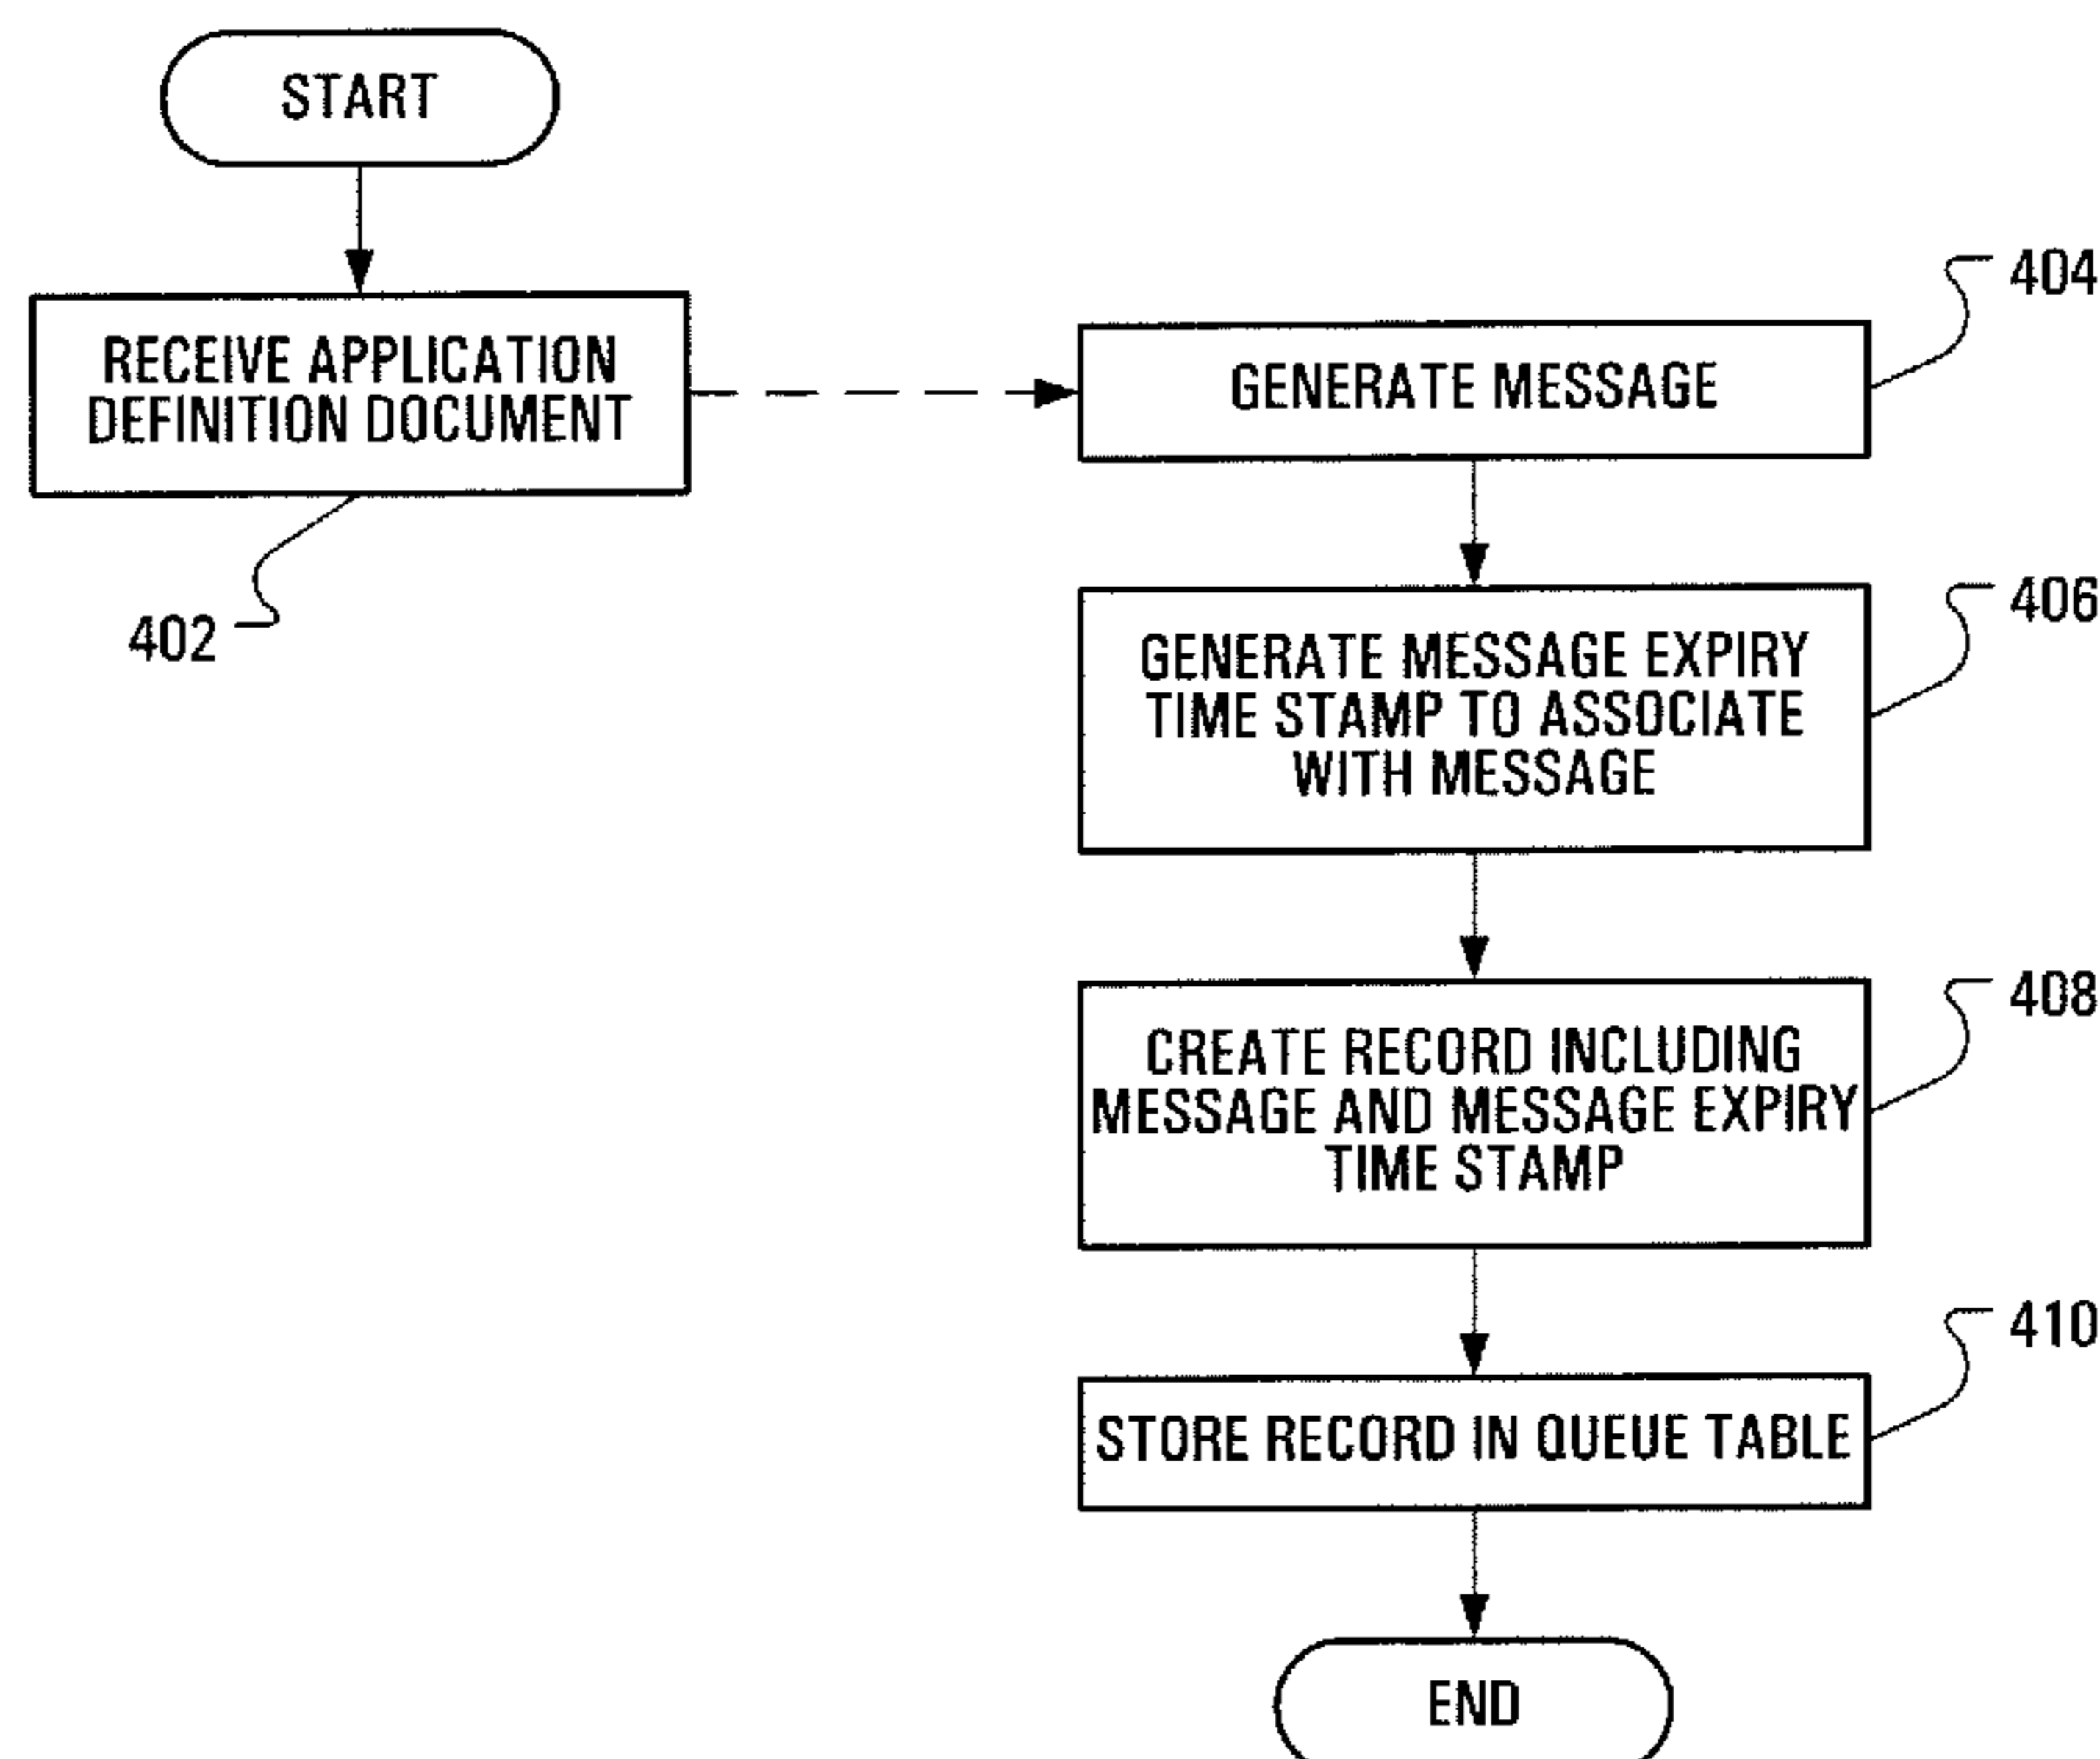 START
RECEIVE APPLICATION
DEFINITION DOCUMENT
402
GENERATE MESSAGE
404
GENERATE MESSAGE EXPIRY
TIME STAMP TO ASSOCIATE
WITH MESSAGE
406
CREATE RECORD INCLUDING
MESSAGE AND MESSAGE EXPIRY
TIME STAMP
408
STORE RECORD IN QUEUE TABLE
410
END